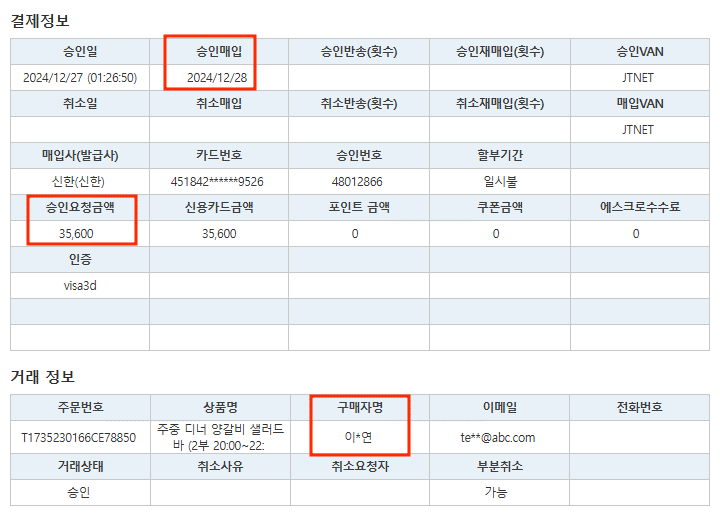 결제정보
승인일 승인매입 승인반송(횟수) 승인재매입(횟수) 승인VAN
2024/12/27 (01:26:50) 2024/12/28 JTNET
취소일 취소매입 취소반송(횟수) 취소재매입(횟수) 매입VAN
JTNET
매입사(발급사) 카드번호 승인번호 할부기간
신한(신한) 451842******9526 48012866 일시불
승인요청금액 신용카드금액 포인트 금액 쿠폰금액 에스크로수수료
35,600 35,600 0 0 0
인증
visa3d
거래 정보
주문번호 상품명 구매자명 이메일 전화번호
T1735230166CE78850 주중 디너 양갈비 샐러드 이*연 te**@abc.com
바 (2부 20:00~22:
거래상태 취소사유 취소요청자 부분취소
승인 가능